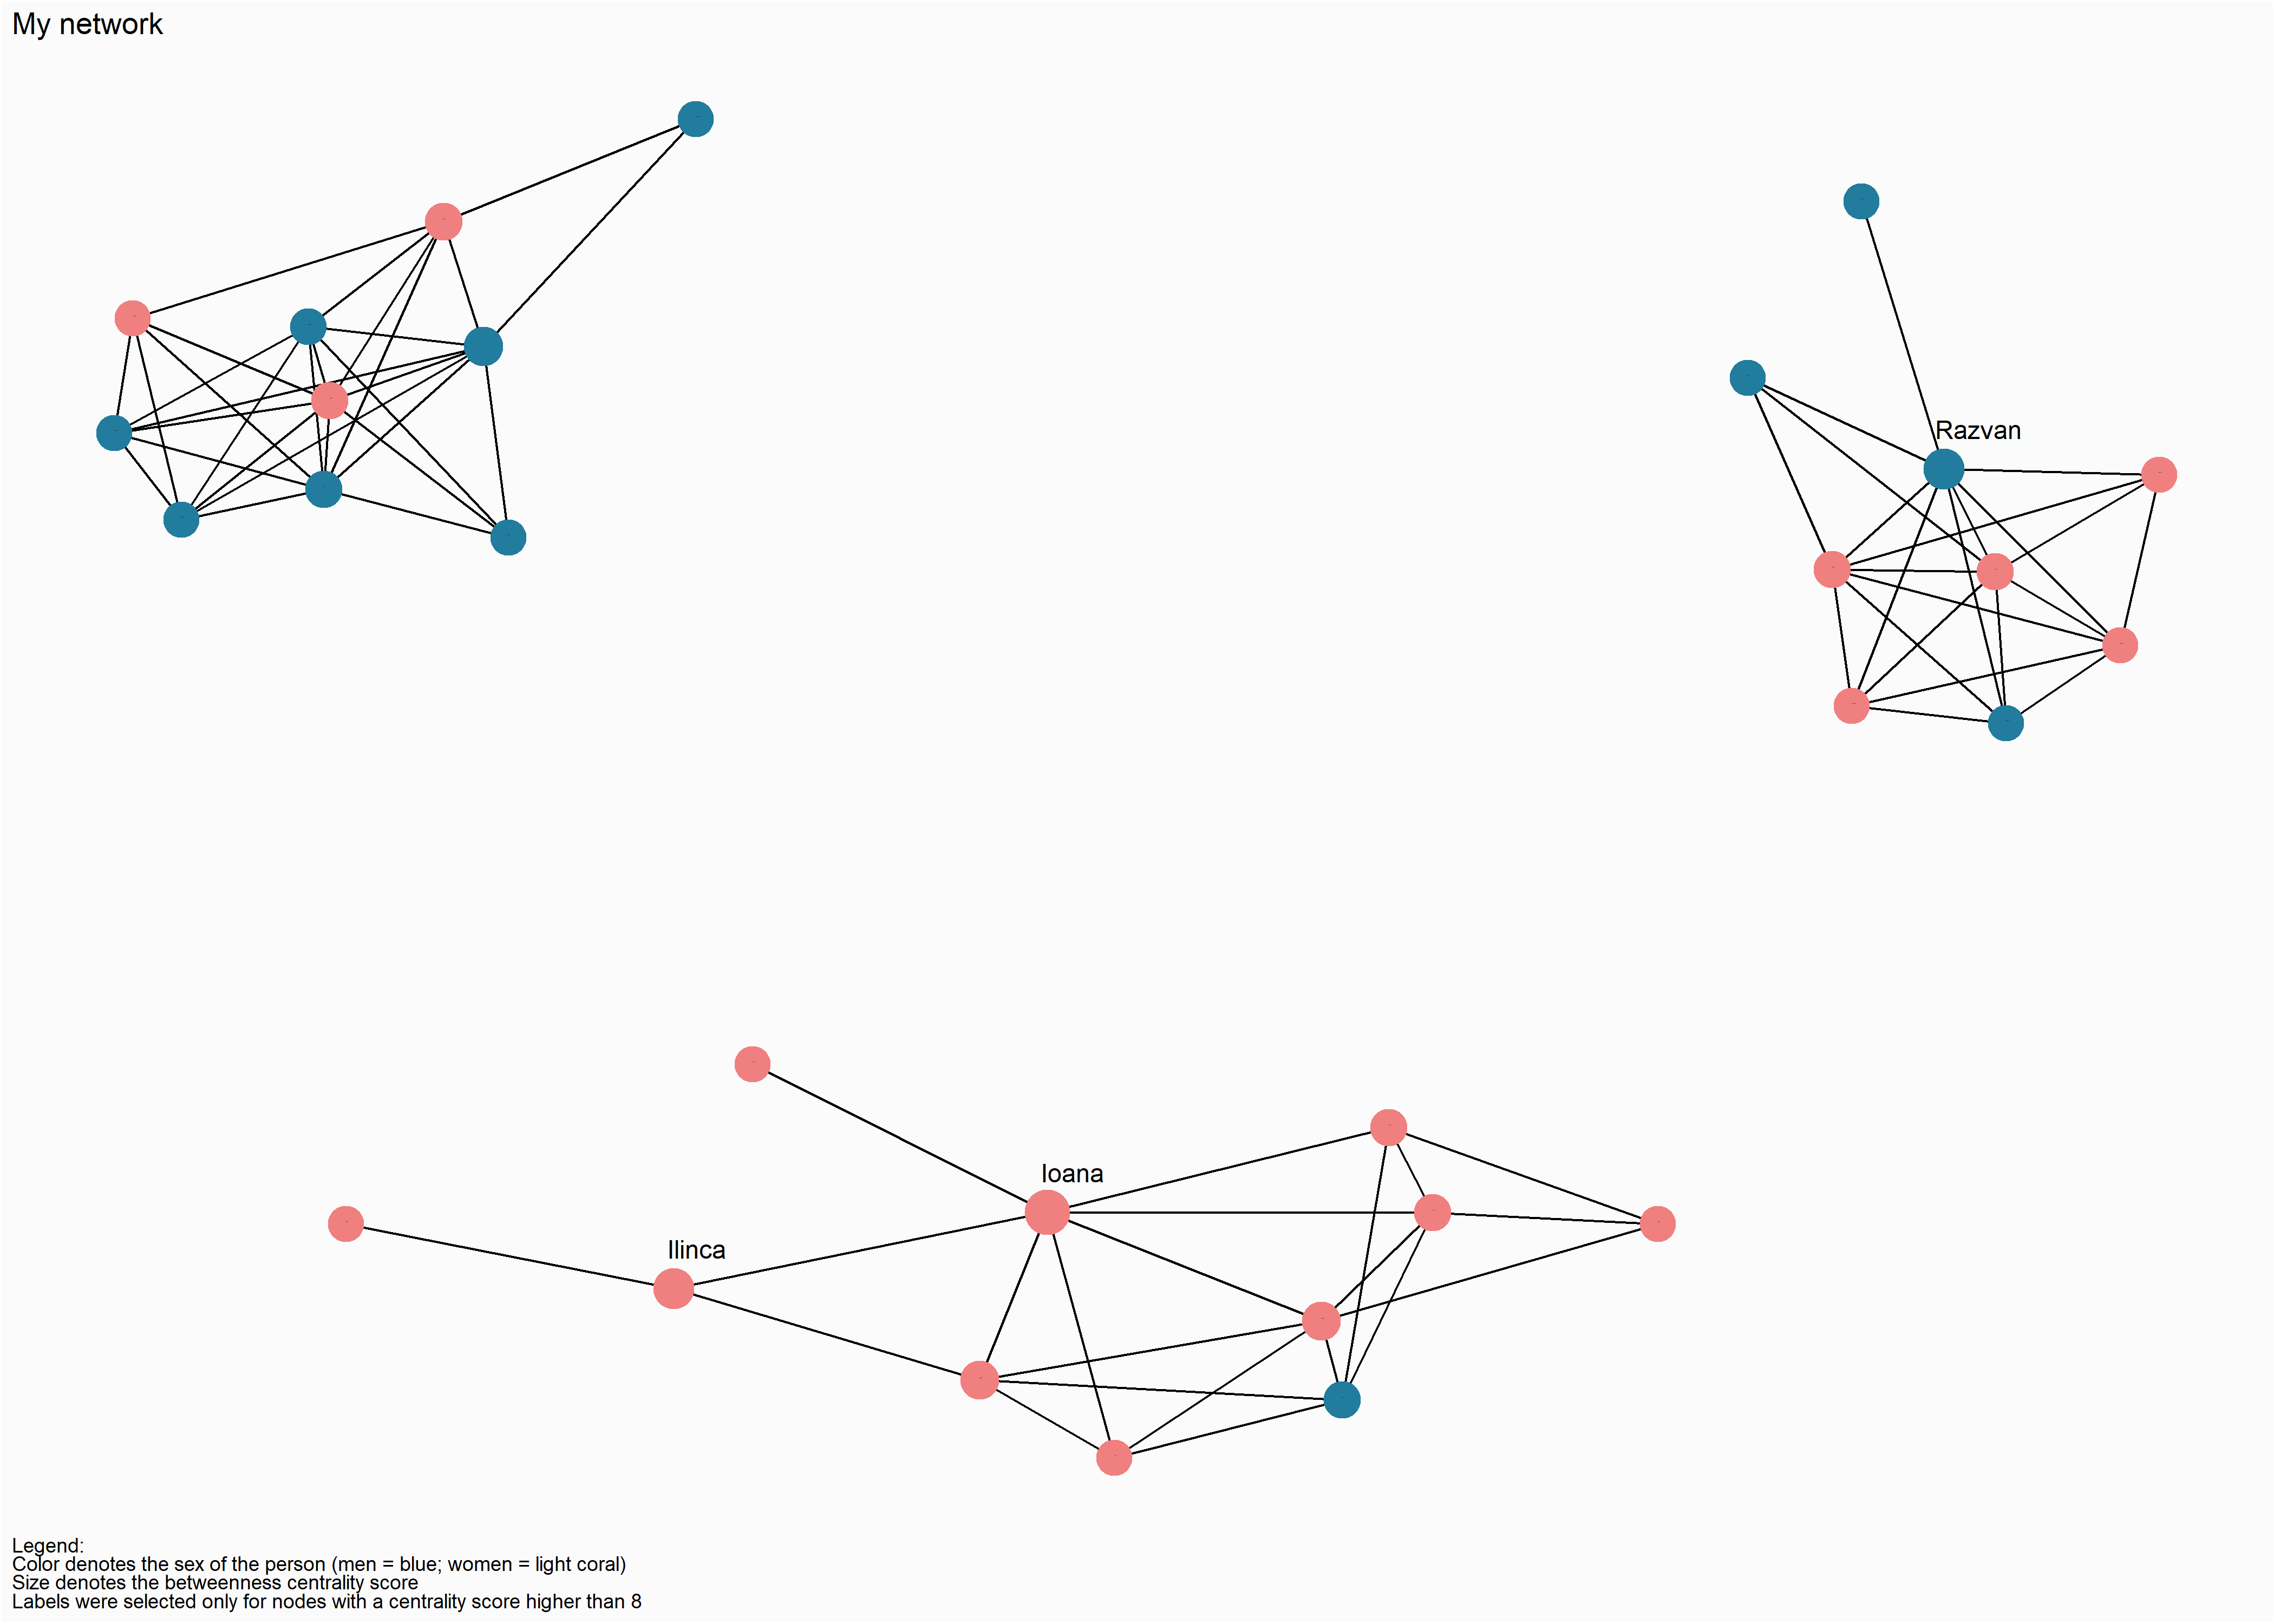 My network
Razvan
Ioana
Ilinca
Legend:
Color denotes the sex of the person (men = blue; women = light coral)
Size denotes the betweenness centrality score
Labels were selected only for nodes with a centrality score higher than 8